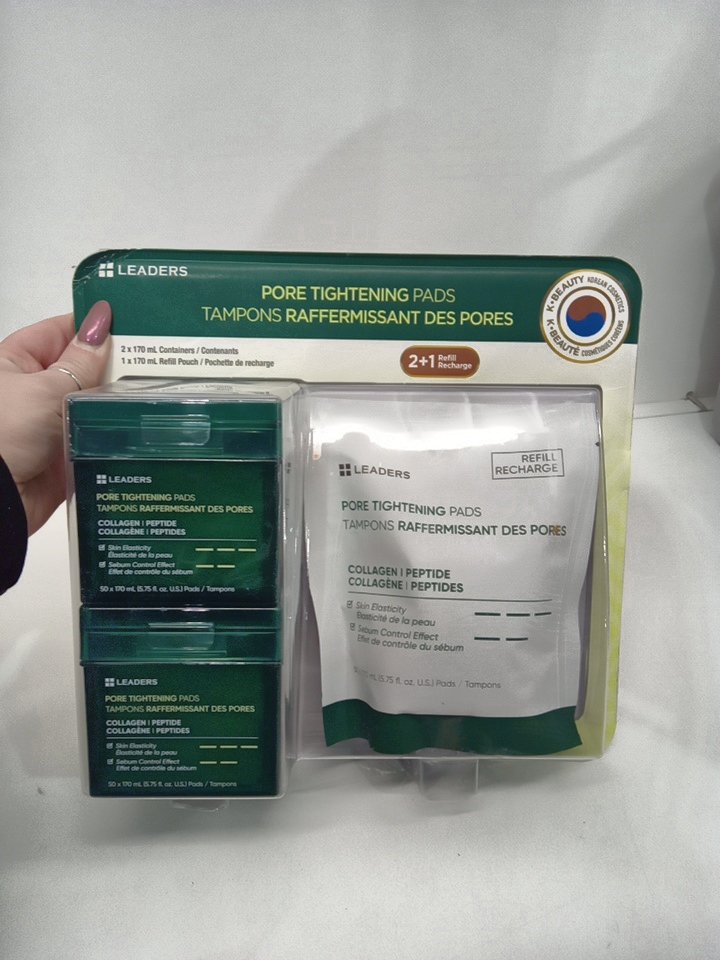 LEADERS
PORE TIGHTENING PADS
TAMPONS RAFFERMISSANT DES PORES
K•BEAUTY KOREAN COSMETICS
K•BEAUTÉ COSMÉTIQUES CORÉENS
2 x 170 mL Containers / Contenants
1 x 170 mL Refill Pouch / Pochette de recharge
2+1 Refill
Recharge
LEADERS
PORE TIGHTENING PADS
TAMPONS RAFFERMISSANT DES PORES
COLLAGEN | PEPTIDE
COLLAGÈNE | PEPTIDES
Skin Elasticity
Élasticité de la peau
Sebum Control Effect
Effet de contrôle du sébum
50 x 170 mL (5.75 fl. oz. U.S.) Pads / Tampons
LEADERS
PORE TIGHTENING PADS
TAMPONS RAFFERMISSANT DES PORES
COLLAGEN | PEPTIDE
COLLAGÈNE | PEPTIDES
Skin Elasticity
Élasticité de la peau
Sebum Control Effect
Effet de contrôle du sébum
50 x 170 mL (5.75 fl. oz. U.S.) Pads / Tampons
LEADERS
REFILL
RECHARGE
PORE TIGHTENING PADS
TAMPONS RAFFERMISSANT DES PORES
COLLAGEN | PEPTIDE
COLLAGÈNE | PEPTIDES
Skin Elasticity
Élasticité de la peau
Sebum Control Effect
Effet de contrôle du sébum
mL (5.75 fl. oz. U.S.) Pads / Tampons